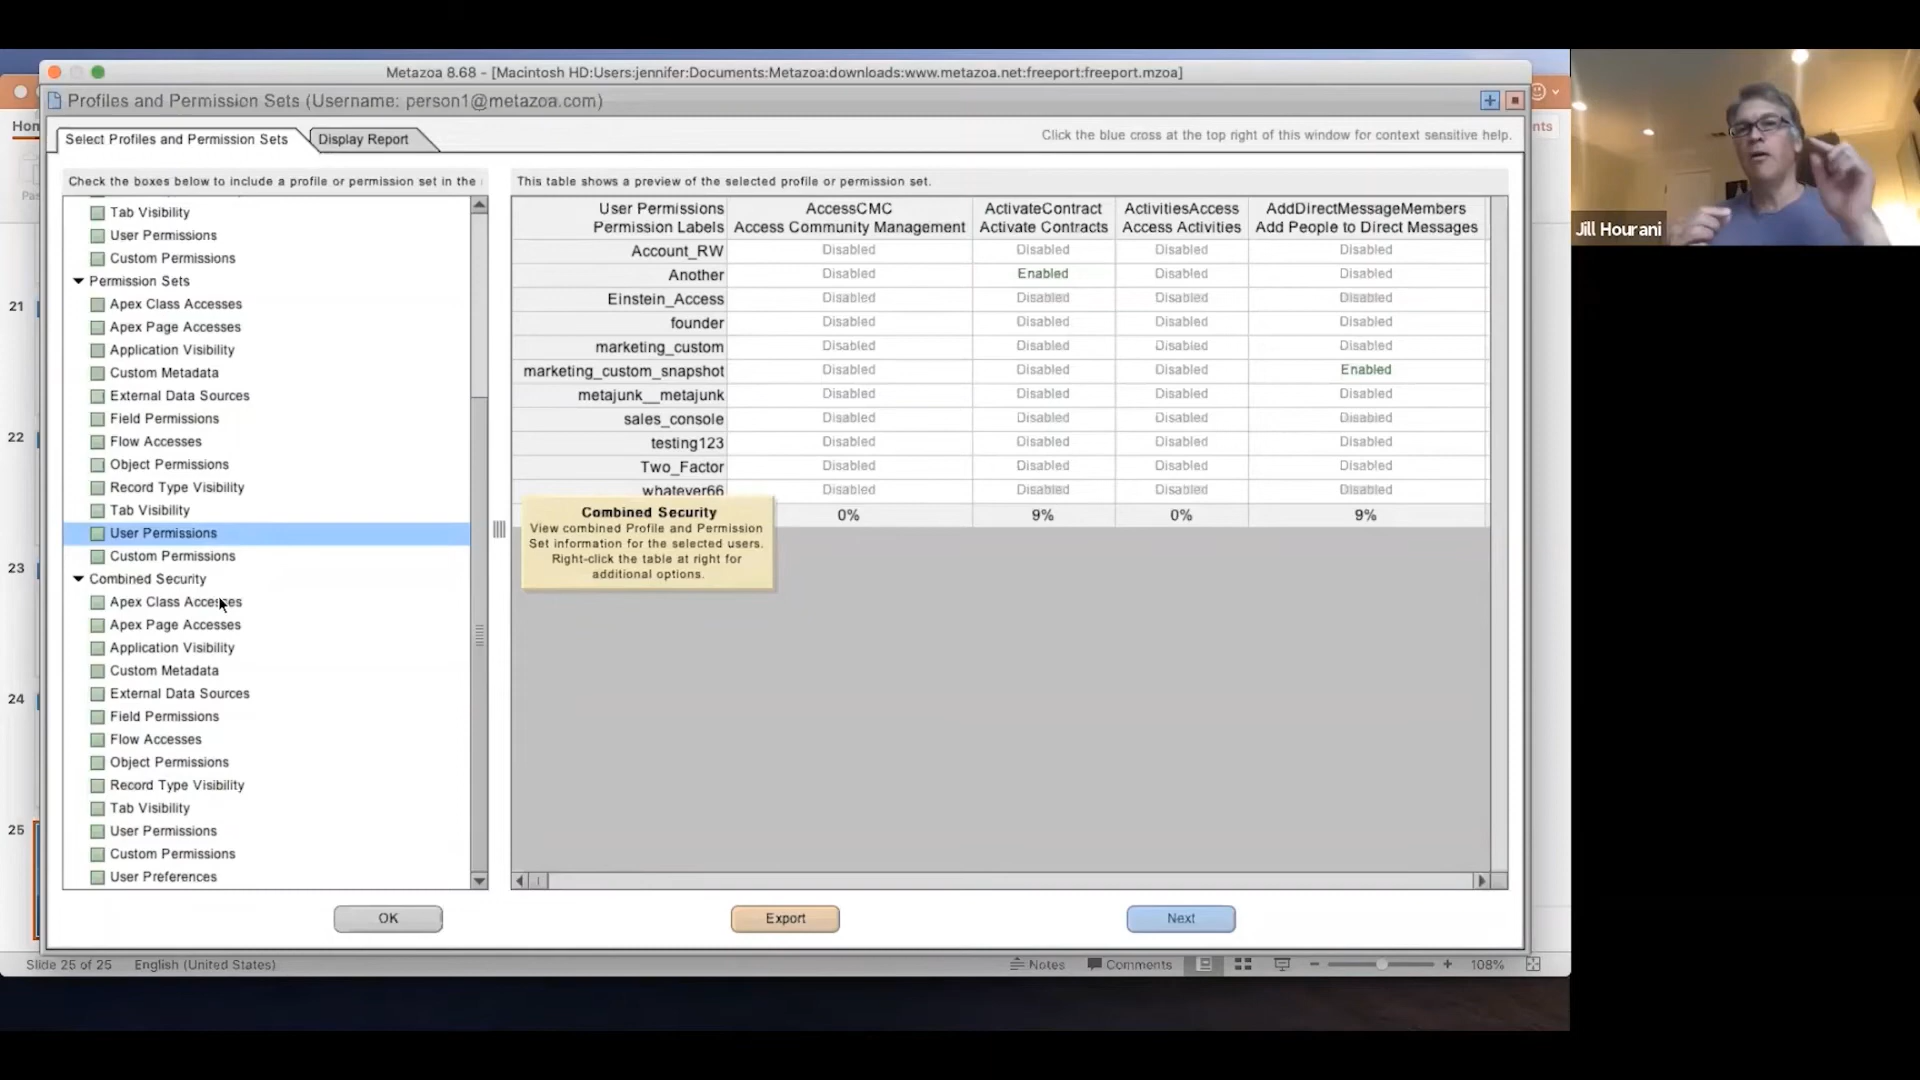 Metazoa 8.68 - [Macintosh HD:Users:jennifer:Documents:Metazoa:downloads:www.metazoa.net:freeport:freeport.mzoa]
Profiles and Permission Sets (Username: person1@metazoa.com)
Hon
nts
Select Profiles and Permission Sets
Display Report
Click the blue cross at the top right of this window for context sensitive help.
Check the boxes below to include a profile or permission set in the
Tab Visibility
User Permissions
Custom Permissions
Permission Sets
Apex Class Accesses
Apex Page Accesses
Application Visibility
Custom Metadata
External Data Sources
Field Permissions
Flow Accesses
Object Permissions
Record Type Visibility
Tab Visibility
User Permissions
Custom Permissions
Combined Security
Apex Class Accesses
Apex Page Accesses
Application Visibility
Custom Metadata
External Data Sources
Field Permissions
Flow Accesses
Object Permissions
Record Type Visibility
Tab Visibility
User Permissions
Custom Permissions
User Preferences
This table shows a preview of the selected profile or permission set.
User Permissions AccessCMC ActivateContract ActivitiesAccess AddDirectMessageMembers
Permission Labels Access Community Management Activate Contracts Access Activities Add People to Direct Messages
Account_RW Disabled Disabled Disabled Disabled
Another Disabled Enabled Disabled Disabled
Einstein_Access Disabled Disabled Disabled Disabled
founder Disabled Disabled Disabled Disabled
marketing_custom Disabled Disabled Disabled Disabled
marketing_custom_snapshot Disabled Disabled Disabled Enabled
metajunk__metajunk Disabled Disabled Disabled Disabled
sales_console Disabled Disabled Disabled Disabled
testing123 Disabled Disabled Disabled Disabled
Two_Factor Disabled Disabled Disabled Disabled
whatever66 Disabled Disabled Disabled Disabled
0% 9% 0% 9%
Combined Security
View combined Profile and Permission
Set information for the selected users.
Right-click the table at right for
additional options.
OK
Export
Next
21
22
23
24
25
Slide 25 of 25
English (United States)
Notes
Comments
108%
Jill Hourani